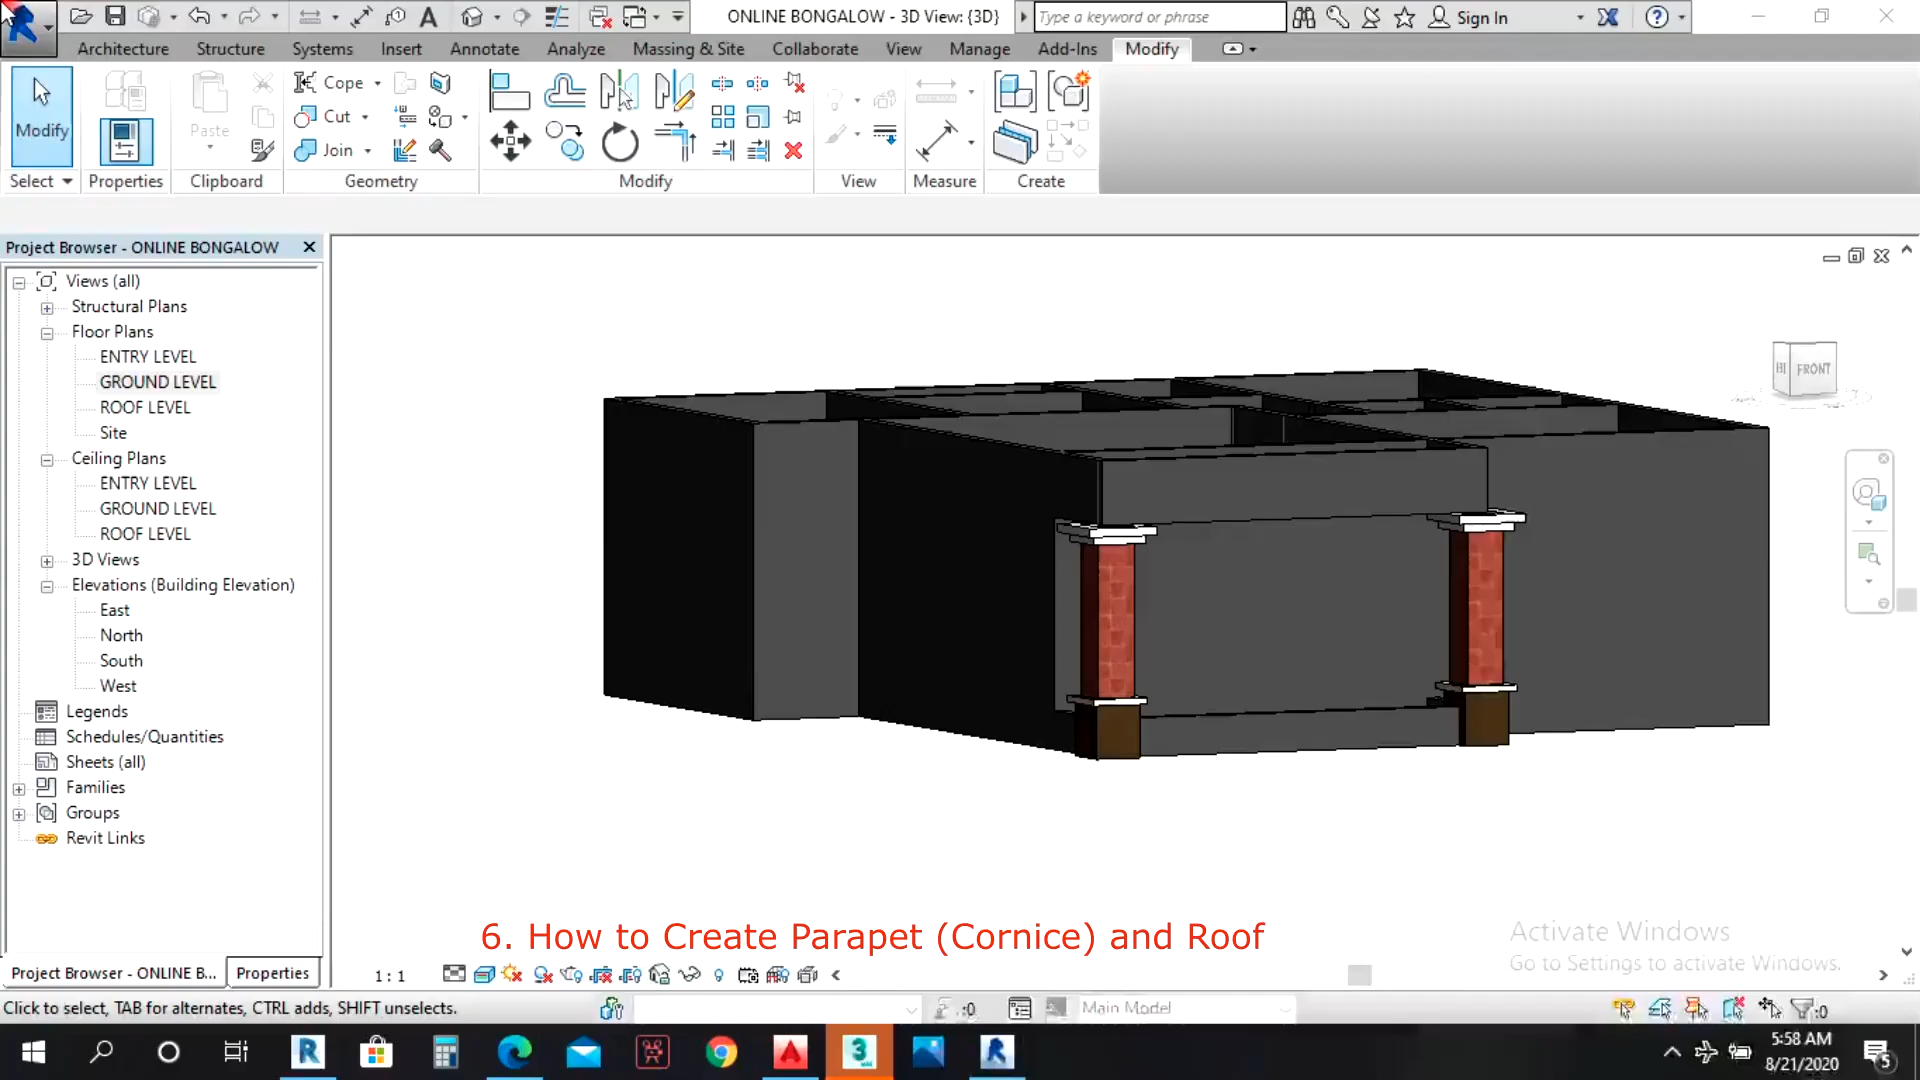 ONLINE BONGALOW - 3D View: {3D}
Type a keyword or phrase
Sign In
Architecture Structure Systems Insert Annotate Analyze Massing & Site Collaborate View Manage Add-Ins Modify
Modify
Cope
Cut
Join
Paste
Select Properties Clipboard Geometry Modify View Measure Create
Project Browser - ONLINE BONGALOW
Views (all)
Structural Plans
Floor Plans
ENTRY LEVEL
GROUND LEVEL
ROOF LEVEL
Site
Ceiling Plans
ENTRY LEVEL
GROUND LEVEL
ROOF LEVEL
3D Views
Elevations (Building Elevation)
East
North
South
West
Legends
Schedules/Quantities
Sheets (all)
Families
Groups
Revit Links
FRONT
6. How to Create Parapet (Cornice) and Roof
Activate Windows
Go to Settings to activate Windows.
Project Browser - ONLINE B... Properties
1 : 1
Click to select, TAB for alternates, CTRL adds, SHIFT unselects.
:0
Main Model
:0
5:58 AM
8/21/2020
5